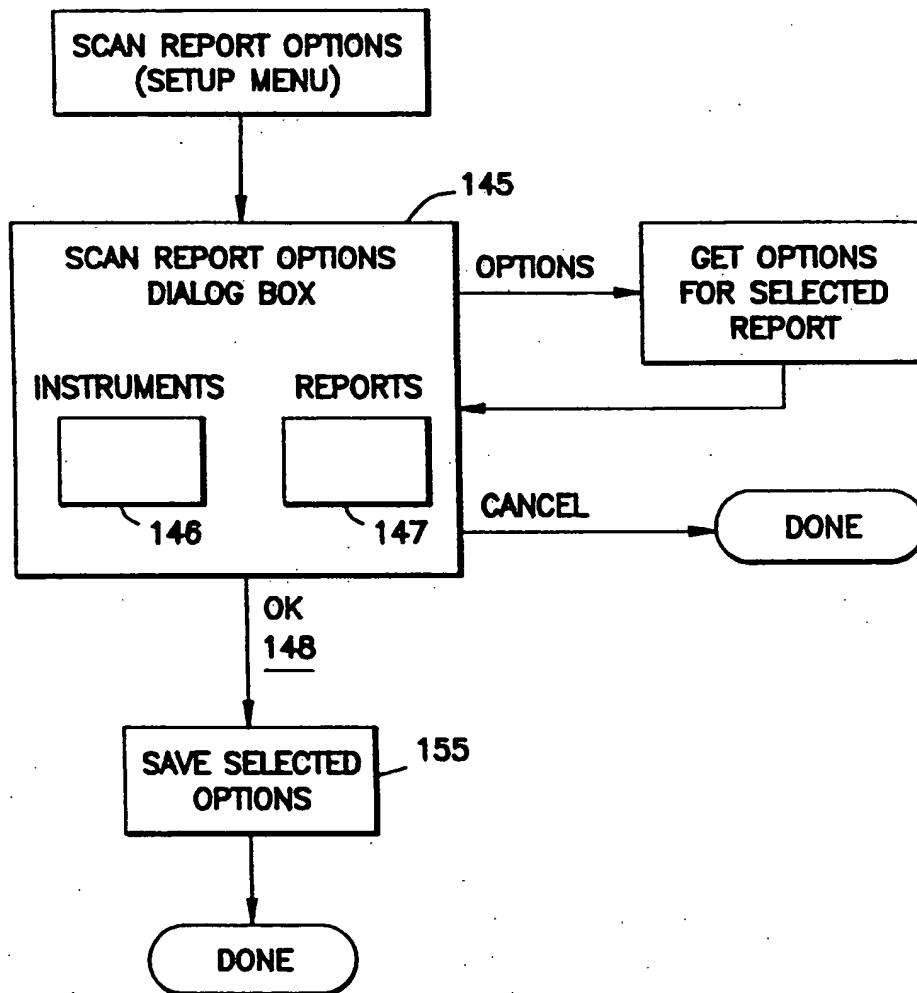 SCAN REPORT OPTIONS
(SETUP MENU)
145
SCAN REPORT OPTIONS
DIALOG BOX
OPTIONS
GET OPTIONS
FOR SELECTED
REPORT
INSTRUMENTS
REPORTS
146
147
CANCEL
DONE
OK
148
SAVE SELECTED
OPTIONS
155
DONE